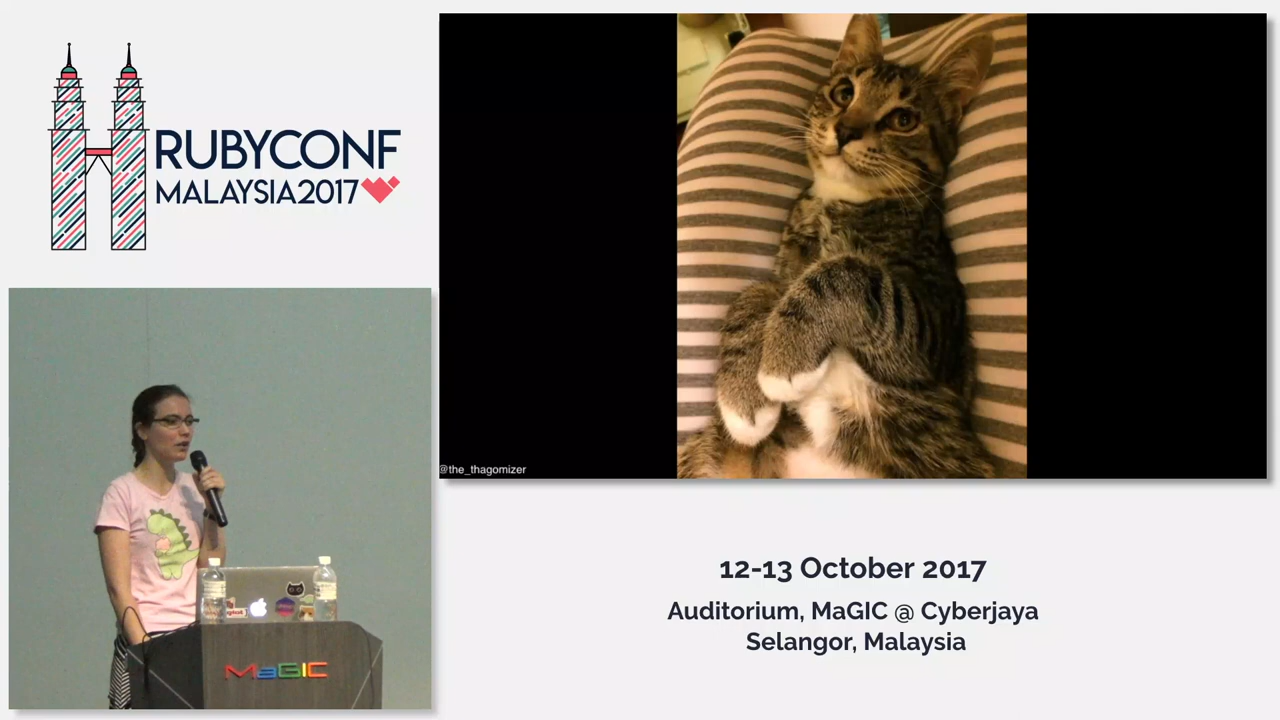 RUBYCONF
MALAYSIA2017
@the_thagomizer
12-13 October 2017
Auditorium, MaGIC @ Cyberjaya
Selangor, Malaysia
MaGIC